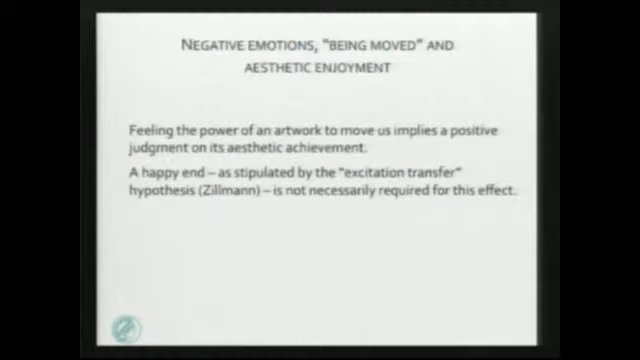 NEGATIVE EMOTIONS, "BEING MOVED" AND
AESTHETIC ENJOYMENT
Feeling the power of an artwork to move us implies a positive
judgment on its aesthetic achievement.
A happy end – as stipulated by the "excitation transfer"
hypothesis (Zillmann) – is not necessarily required for this effect.